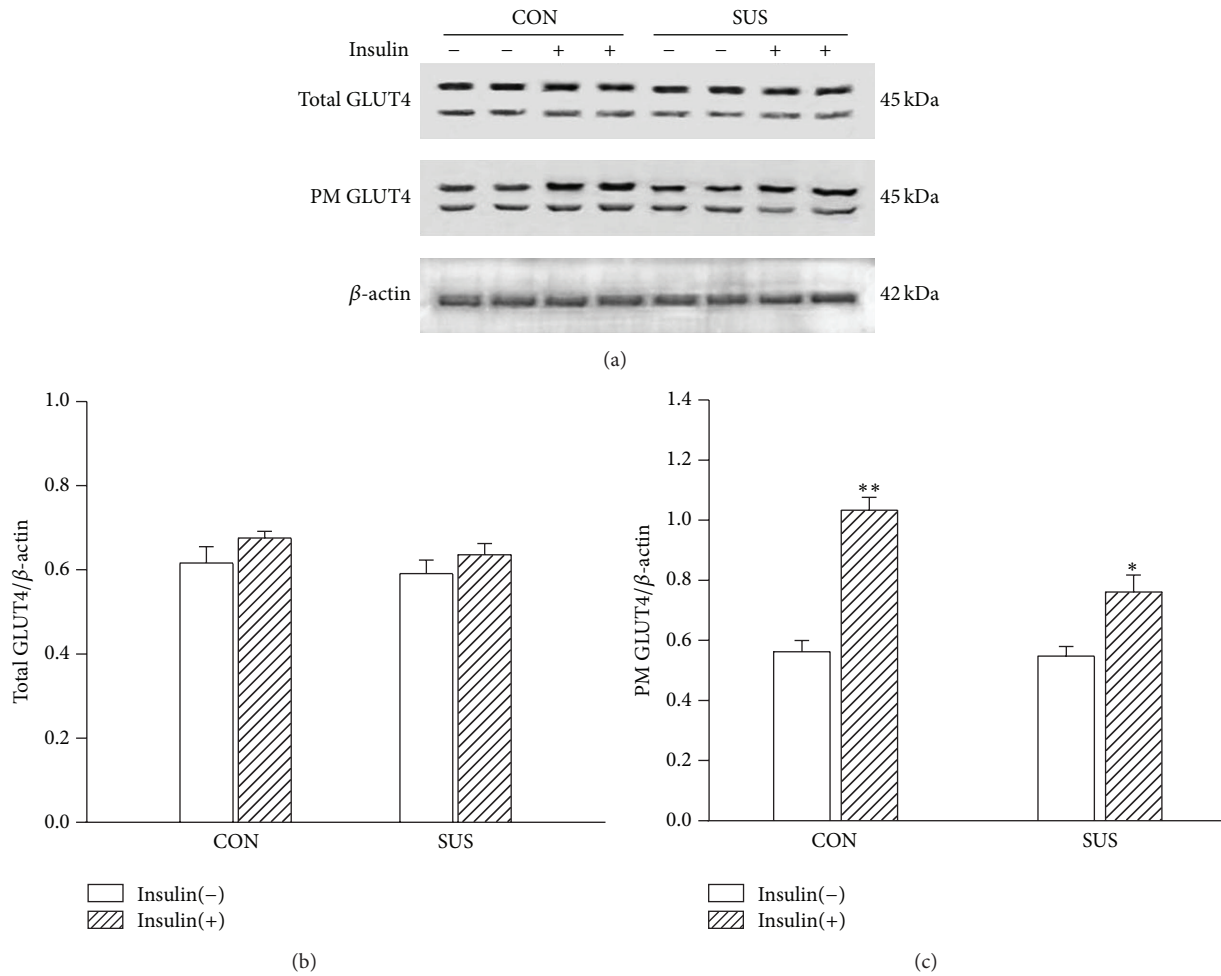 CON SUS
Insulin − − + + − − + +
Total GLUT4 45 kDa
PM GLUT4 45 kDa
β-actin 42 kDa
(a)
1.0
0.8
0.6
0.4
0.2
0.0
Total GLUT4/β-actin
CON SUS
Insulin(−)
Insulin(+)
(b)
1.4
1.2
1.0
0.8
0.6
0.4
0.2
0.0
PM GLUT4/β-actin
**
*
CON SUS
Insulin(−)
Insulin(+)
(c)